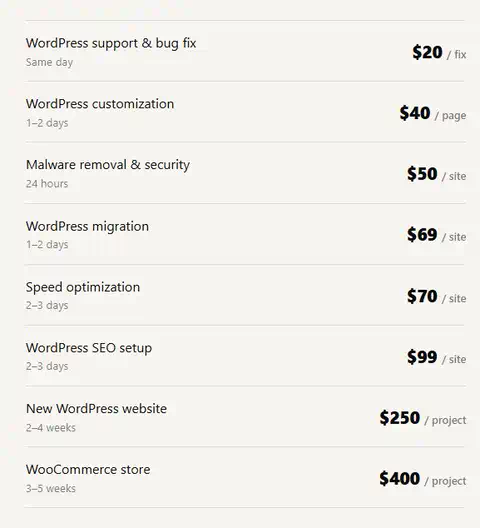 WordPress support & bug fix
Same day
$20 / fix
WordPress customization
1–2 days
$40 / page
Malware removal & security
24 hours
$50 / site
WordPress migration
1–2 days
$69 / site
Speed optimization
2–3 days
$70 / site
WordPress SEO setup
2–3 days
$99 / site
New WordPress website
2–4 weeks
$250 / project
WooCommerce store
3–5 weeks
$400 / project